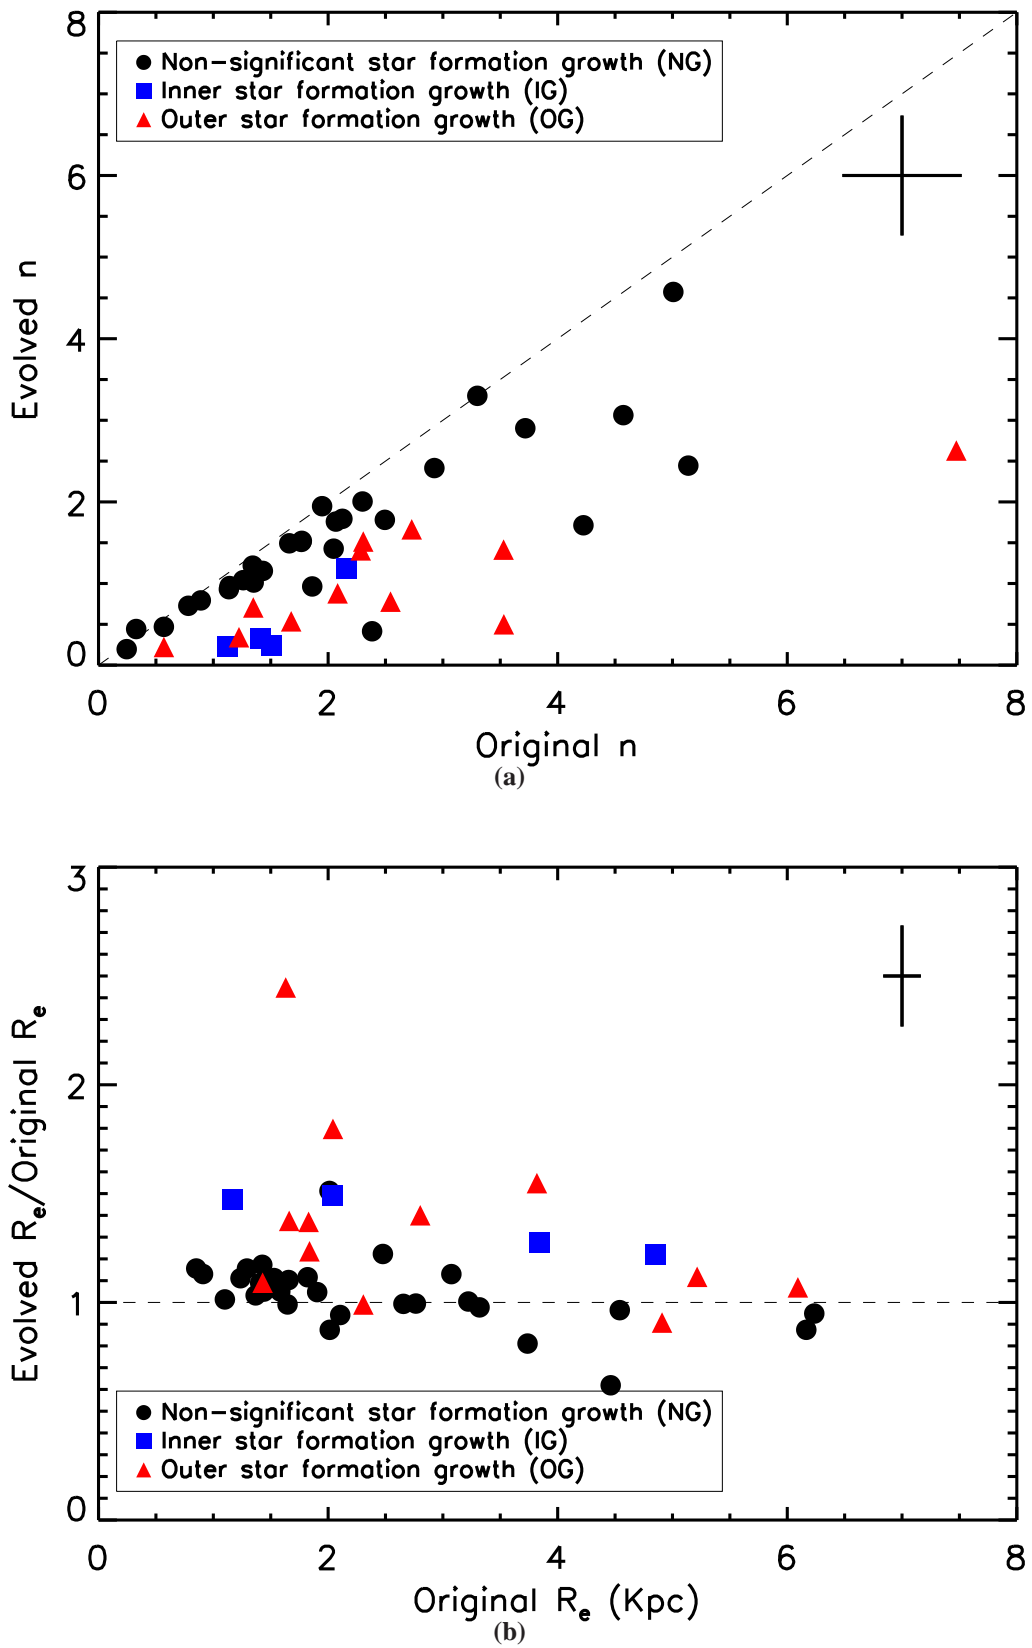 8
Non-significant star formation growth (NG)
Inner star formation growth (IG)
Outer star formation growth (OG)
6
4
2
0
Evolved n
0 2 4 6 8
Original n
(a)
3
2
1
0
Evolved Re/Original Re
Non-significant star formation growth (NG)
Inner star formation growth (IG)
Outer star formation growth (OG)
0 2 4 6 8
Original Re (Kpc)
(b)